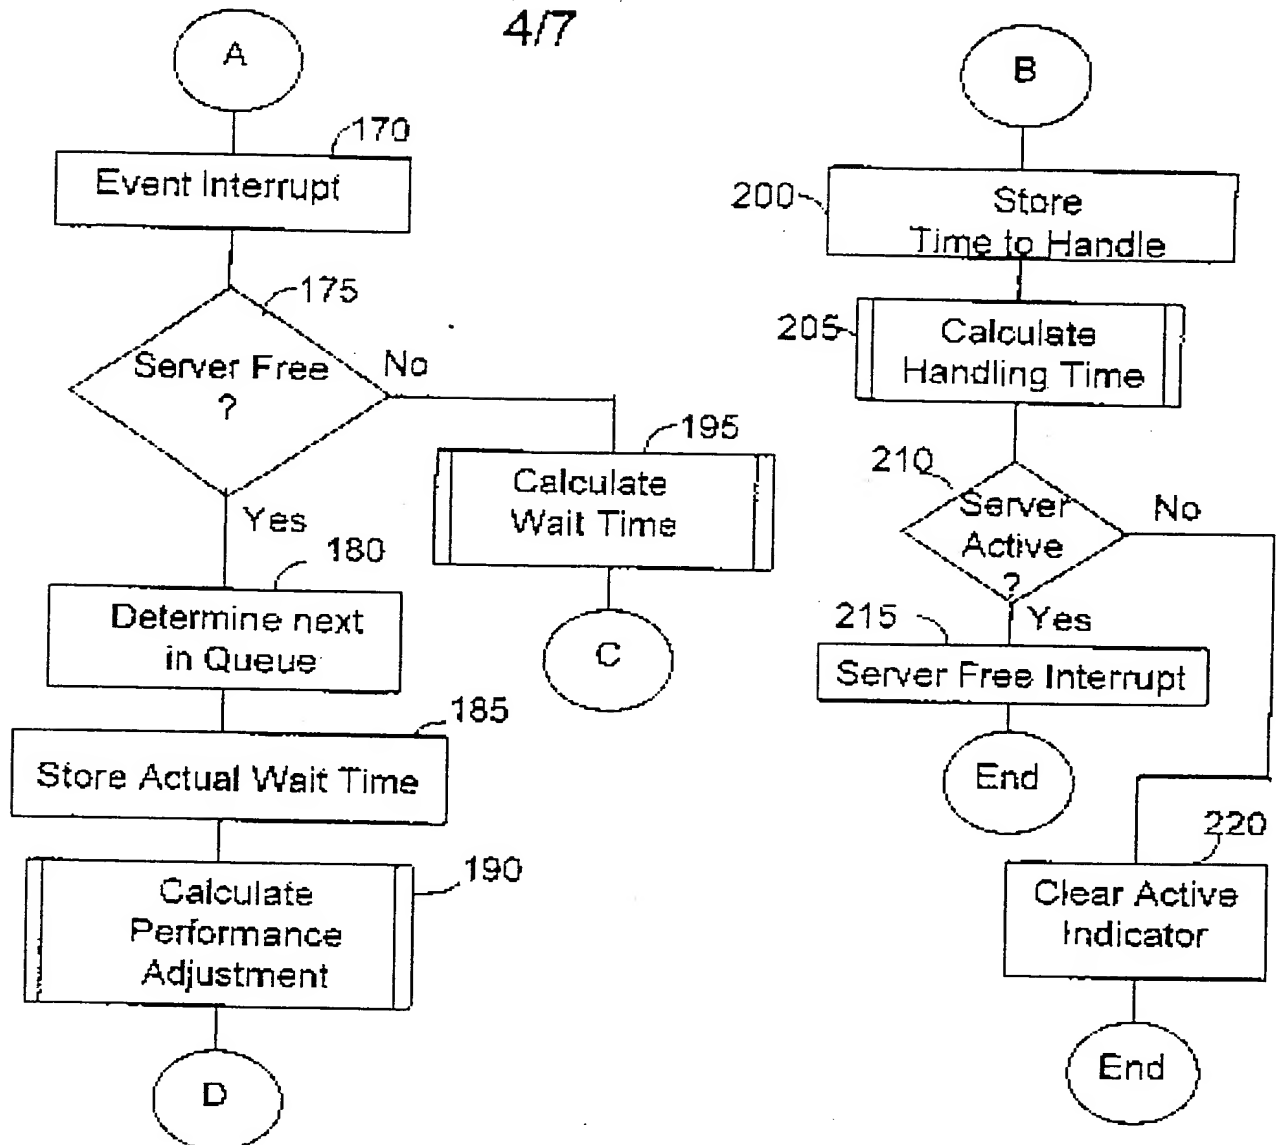 4/7
A
170
Event Interrupt
175
Server Free
?
No
Yes
195
Calculate
Wait Time
C
180
Determine next
in Queue
185
Store Actual Wait Time
190
Calculate
Performance
Adjustment
D
B
200
Store
Time to Handle
205
Calculate
Handling Time
210
Server
Active
?
No
Yes
215
Server Free Interrupt
End
220
Clear Active
Indicator
End